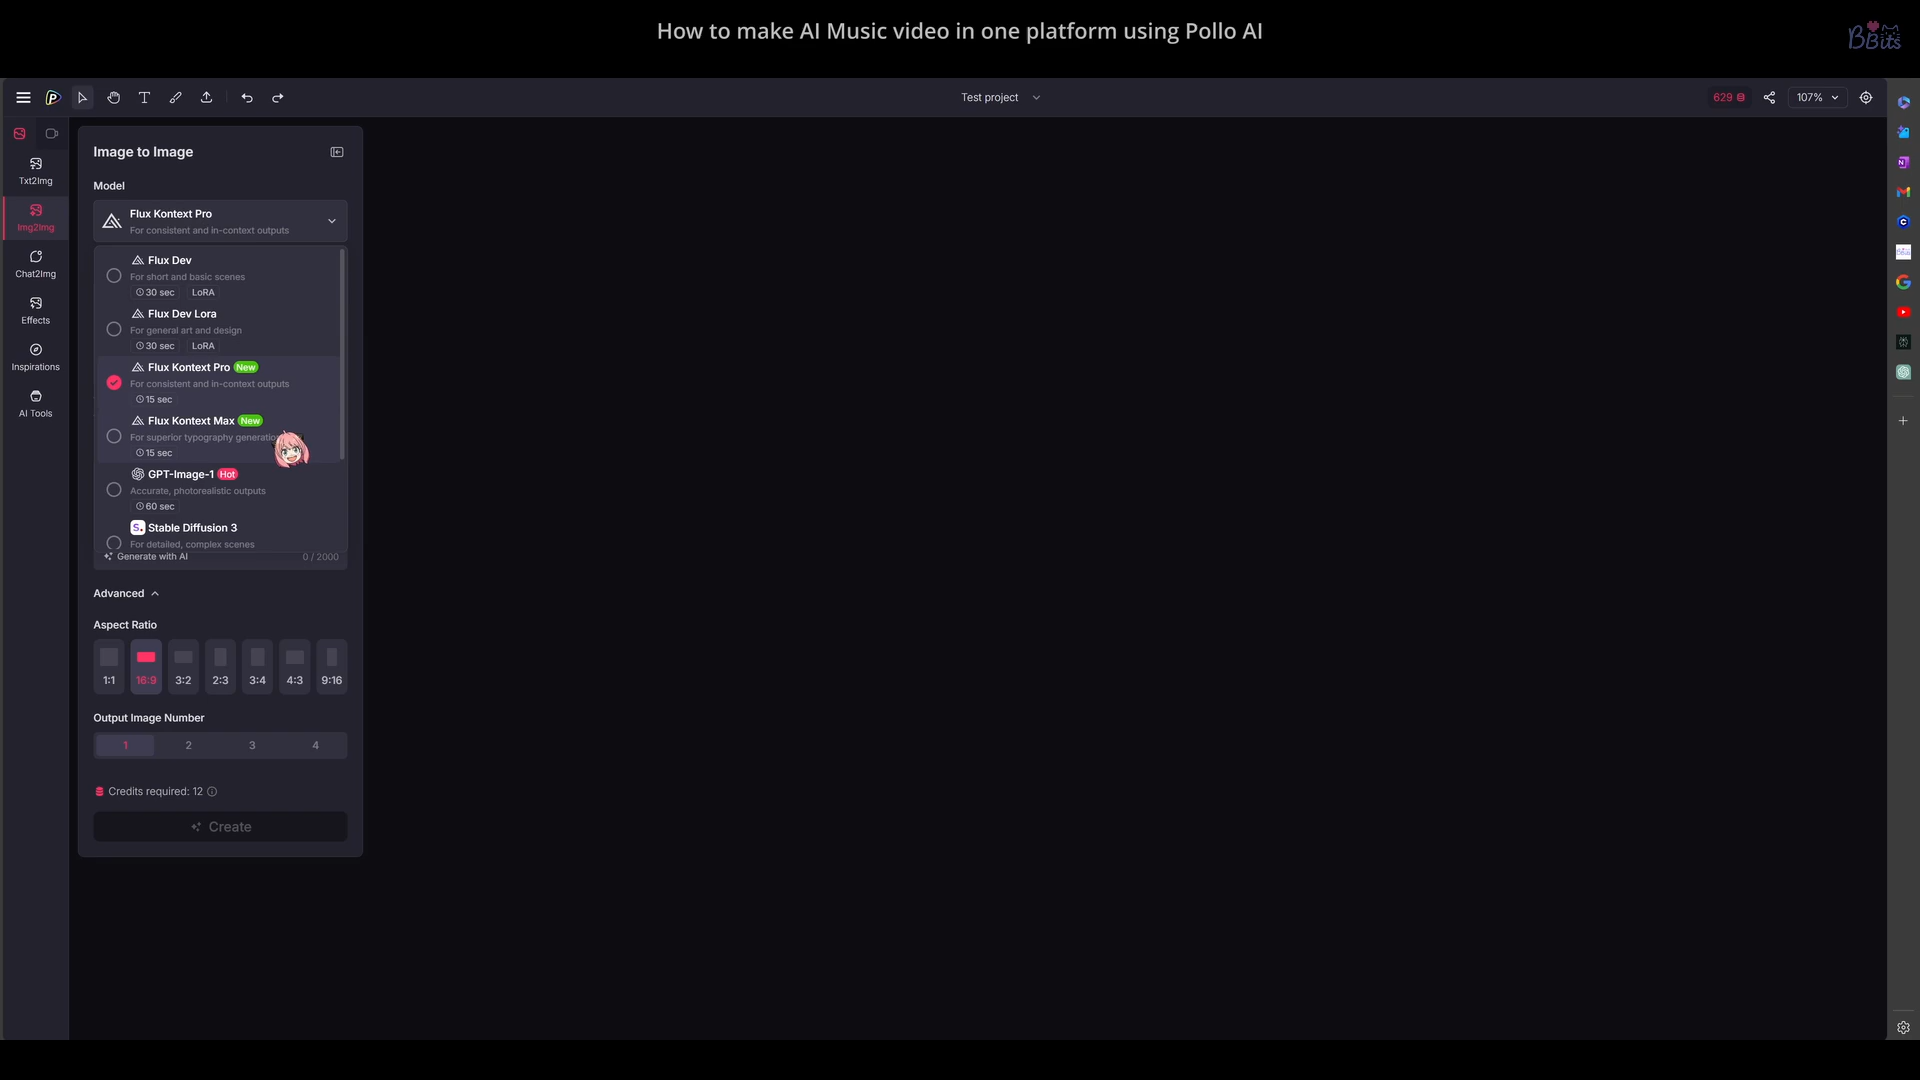 How to make AI Music video in one platform using Pollo AI
BBits
Test project
629
107%
Txt2Img
Img2Img
Chat2Img
Effects
Inspirations
AI Tools
Image to Image
Model
Flux Kontext Pro
For consistent and in-context outputs
Flux Dev
For short and basic scenes
30 sec LoRA
Flux Dev Lora
For general art and design
30 sec LoRA
Flux Kontext Pro New
For consistent and in-context outputs
15 sec
Flux Kontext Max New
For superior typography generatio
15 sec
GPT-Image-1 Hot
Accurate, photorealistic outputs
60 sec
S. Stable Diffusion 3
For detailed, complex scenes
Generate with AI 0 / 2000
Advanced
Aspect Ratio
1:1 16:9 3:2 2:3 3:4 4:3 9:16
Output Image Number
1 2 3 4
Credits required: 12
Create